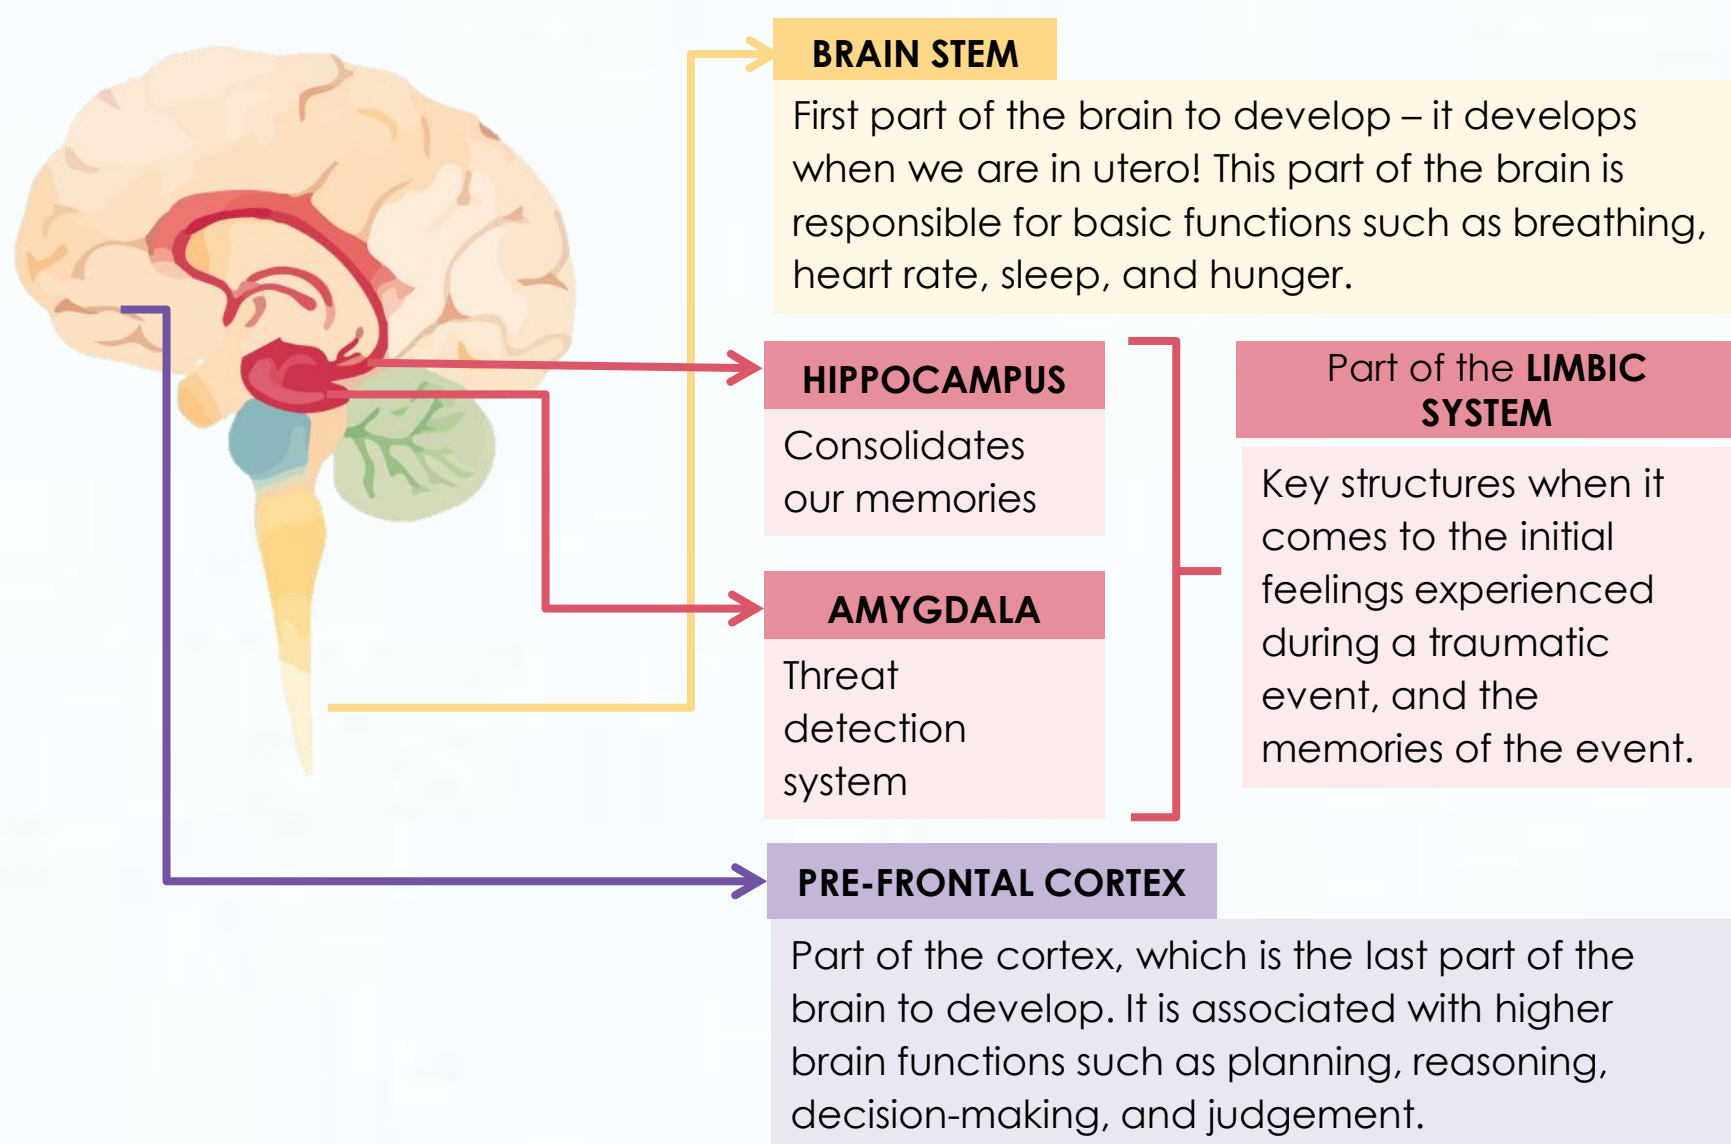 BRAIN STEM
First part of the brain to develop – it develops
when we are in utero! This part of the brain is
responsible for basic functions such as breathing,
heart rate, sleep, and hunger.
HIPPOCAMPUS
Consolidates
our memories
AMYGDALA
Threat
detection
system
Part of the LIMBIC
SYSTEM
Key structures when it
comes to the initial
feelings experienced
during a traumatic
event, and the
memories of the event.
PRE-FRONTAL CORTEX
Part of the cortex, which is the last part of the
brain to develop. It is associated with higher
brain functions such as planning, reasoning,
decision-making, and judgement.